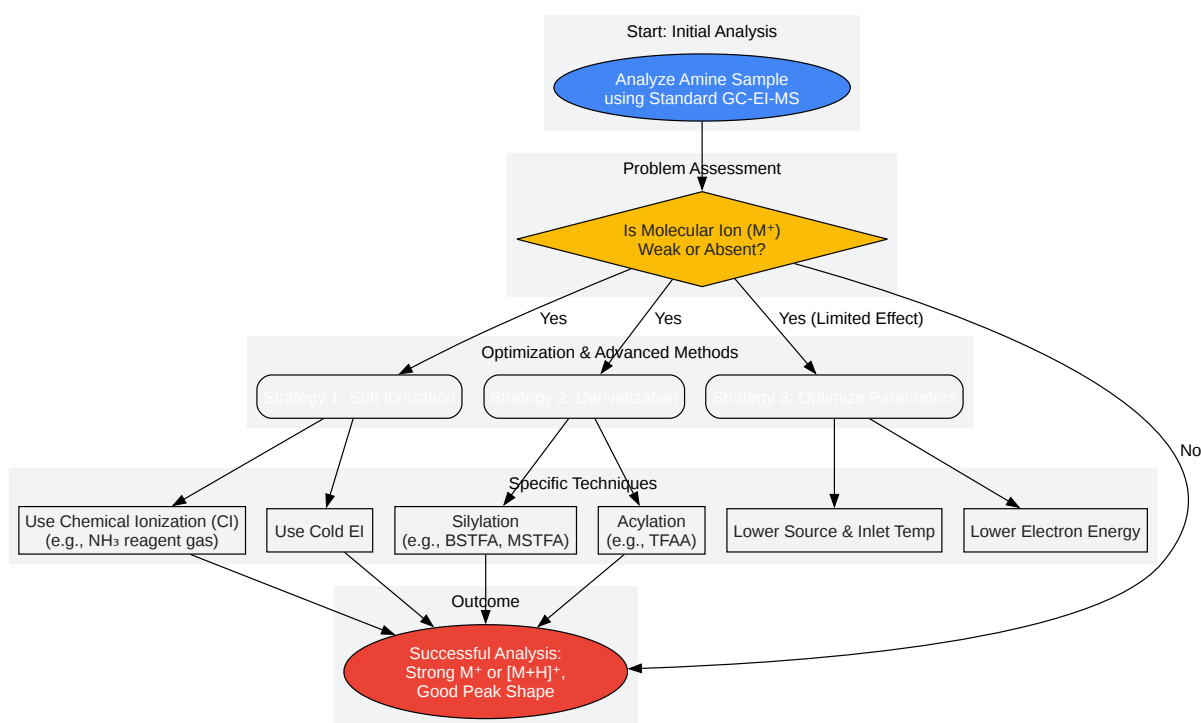 Start: Initial Analysis
Analyze Amine Sample
using Standard GC-EI-MS
Problem Assessment
Is Molecular Ion (M⁺)
Weak or Absent?
Yes
Yes
Yes (Limited Effect)
No
Optimization & Advanced Methods
Strategy 1: Soft Ionization
Strategy 2: Derivatization
Strategy 3: Optimize Parameters
Specific Techniques
Use Chemical Ionization (CI)
(e.g., NH₃ reagent gas)
Use Cold EI
Silylation
(e.g., BSTFA, MSTFA)
Acylation
(e.g., TFAA)
Lower Source & Inlet Temp
Lower Electron Energy
Outcome
Successful Analysis:
Strong M⁺ or [M+H]⁺,
Good Peak Shape